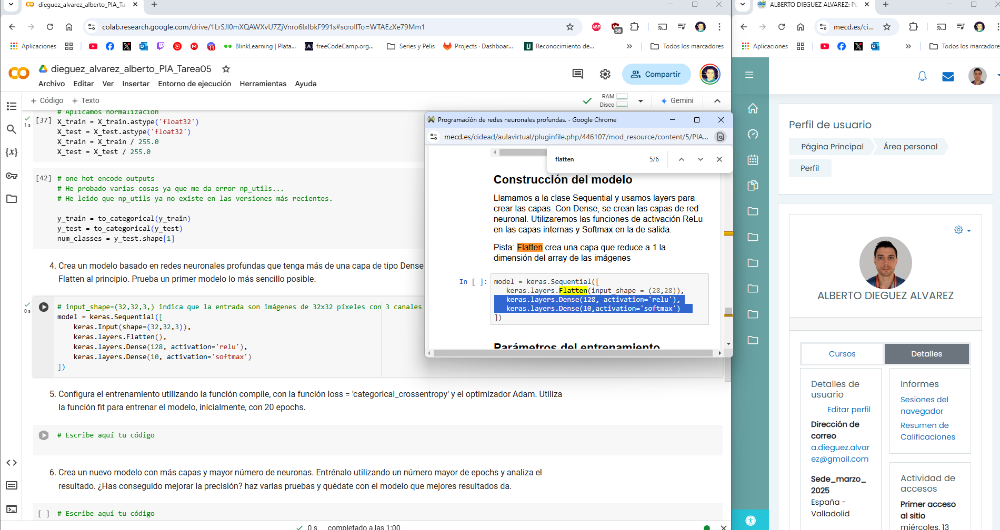 dieguez_alvarez_alberto_PIA_Ta
colab.research.google.com/drive/1LrSJI0mXQAWXvU7ZjVnro6IxIbkF991s#scrollTo=WTAEzXe79Mm1
ABP
58
Aplicaciones
11
BlinkLearning | Plata...
freeCodeCamp.org...
Series y Pelis
Projects · Dashboar...
Reconocimiento de...
»
Todos los marcadores
dieguez_alvarez_alberto_PIA_Tarea05
Archivo Editar Ver Insertar Entorno de ejecución Herramientas Ayuda
Compartir
+ Código + Texto
RAM
Disco
Gemini
# Aplicamos normalización
[37] X_train = X_train.astype('float32')
1 s
X_test = X_test.astype('float32')
X_train = X_train / 255.0
X_test = X_test / 255.0
[42] # one hot encode outputs
# He probado varias cosas ya que me da error np_utils...
# He leido que np_utils ya no existe en las versiones más recientes.
y_train = to_categorical(y_train)
y_test = to_categorical(y_test)
num_classes = y_test.shape[1]
4. Crea un modelo basado en redes neuronales profundas que tenga más de una capa de tipo Dense
Flatten al principio. Prueba un primer modelo lo más sencillo posible.
0 s
# input_shape=(32,32,3,) indica que la entrada son imágenes de 32x32 píxeles con 3 canales
model = keras.Sequential([
keras.Input(shape=(32,32,3)),
keras.layers.Flatten(),
keras.layers.Dense(128, activation='relu'),
keras.layers.Dense(10, activation='softmax')
])
5. Configura el entrenamiento utilizando la función compile, con la función loss = 'categorical_crossentropy' y el optimizador Adam. Utiliza
la función fit para entrenar el modelo, inicialmente, con 20 epochs.
# Escribe aquí tu código
6. Crea un nuevo modelo con más capas y mayor número de neuronas. Entrénalo utilizando un número mayor de epochs y analiza el
resultado. ¿Has conseguido mejorar la precisión? haz varias pruebas y quédate con el modelo que mejores resultados da.
[ ] # Escribe aquí tu código
0 s completado a las 1:00
Programación de redes neuronales profundas. - Google Chrome
mecd.es/cidead/aulavirtual/pluginfile.php/446107/mod_resource/content/5/PIA...
flatten 5/6
Construcción del modelo
Llamamos a la clase Sequential y usamos layers para
crear las capas. Con Dense, se crean las capas de red
neuronal. Utilizaremos las funciones de activación ReLu
en las capas internas y Softmax en la de salida.
Pista: Flatten crea una capa que reduce a 1 la
dimensión del array de las imágenes
In [ ]: model = keras.Sequential([
keras.layers.Flatten(input_shape = (28,28)),
keras.layers.Dense(128, activation='relu'),
keras.layers.Dense(10,activation='softmax')
])
Parámetros del entrenamiento
ALBERTO DIEGUEZ ALVAREZ: Pe
mecd.es/ci...
Aplicaciones
»
Todos los marcadore
Perfil de usuario
Página Principal Área personal
Perfil
ALBERTO DIEGUEZ ALVAREZ
Cursos Detalles
Detalles de
usuario
Editar perfil
Dirección de
correo
a.dieguez.alvar
ez@gmail.com
Sede_marzo_
2025
España -
Valladolid
Informes
Sesiones del
navegador
Resumen de
Calificaciones
Actividad de
accesos
Primer acceso
al sitio
miércoles, 13